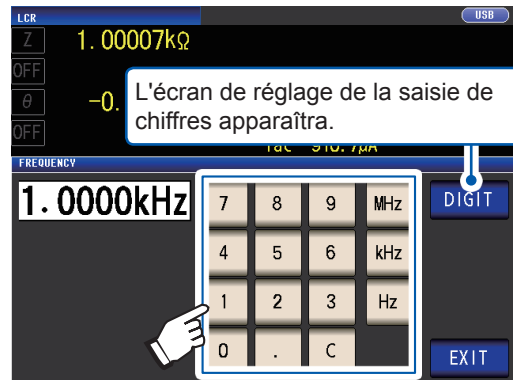 LCR
USB
Z 1.00007kΩ
OFF
θ -0.
OFF
L'écran de réglage de la saisie de
chiffres apparaîtra.
FREQUENCY
1.0000kHz
DIGIT
7 8 9 MHz
4 5 6 kHz
1 2 3 Hz
0 . C
EXIT